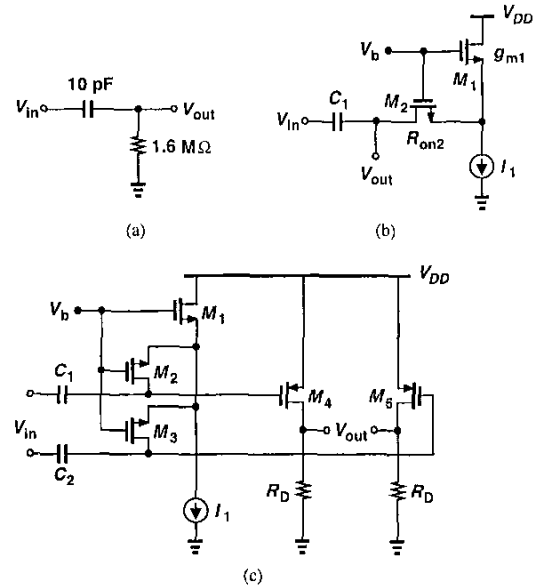 10 pF
V_in
V_out
1.6 MΩ
(a)
V_DD
V_b
g_m1
M_1
C_1
M_2
V_in
R_on2
I_1
V_out
(b)
V_DD
V_b
M_1
M_2
C_1
M_4
M_5
V_in
M_3
V_out
C_2
R_D
R_D
I_1
(c)